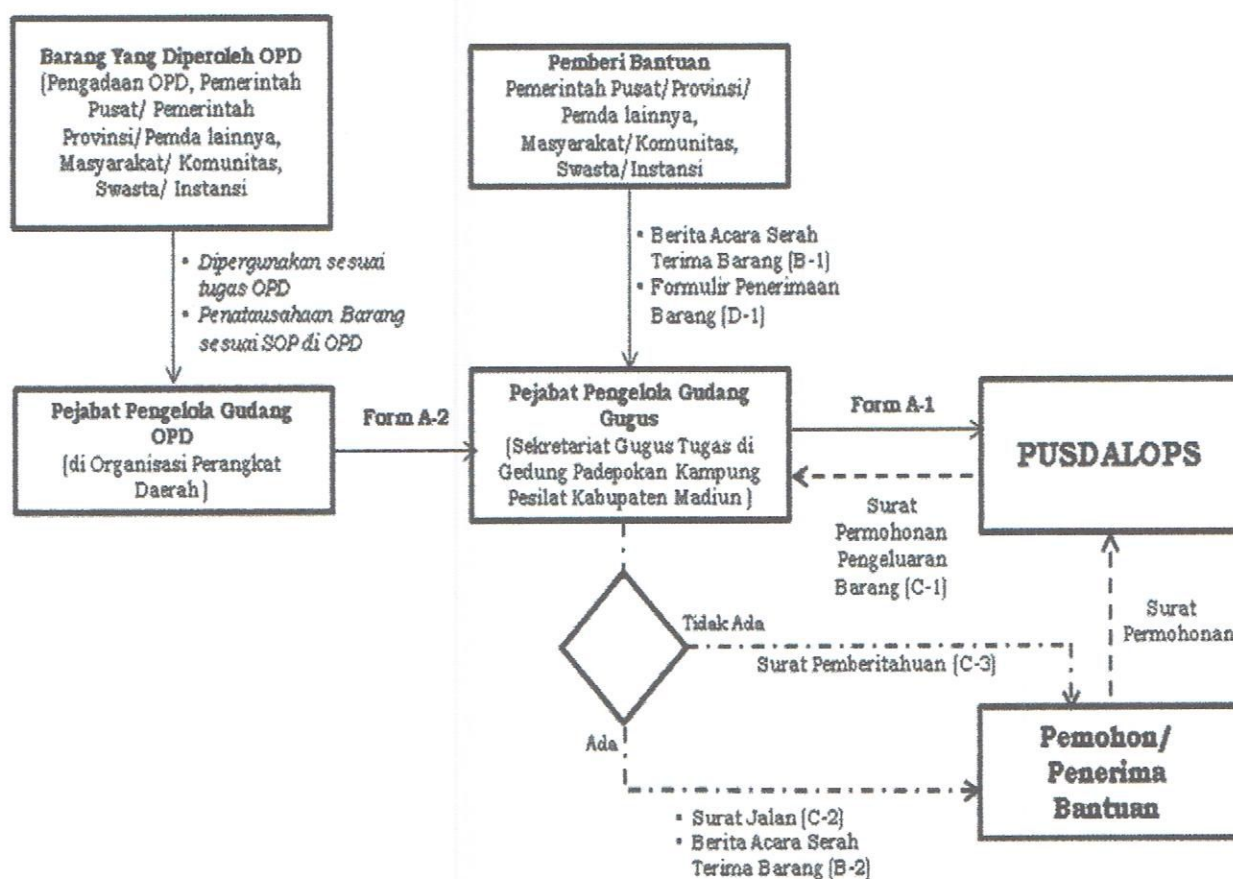 Barang Yang Diperoleh OPD
(Pengadaan OPD, Pemerintah
Pusat/ Pemerintah
Provinsi/Pemda lainnya,
Masyarakat/ Komunitas,
Swasta/ Instansi
Pemberi Bantuan
Pemerintah Pusat/Provinsi/
Pemda lainnya,
Masyarakat/Komunitas,
Swasta/Instansi
• Dipergunakan sesuai
tugas OPD
• Penatausahaan Barang
sesuai SOP di OPD
• Berita Acara Serah
Terima Barang (B-1)
• Formulir Penerimaan
Barang (D-1)
Pejabat Pengelola Gudang
OPD
(di Organisasi Perangkat
Daerah)
Form A-2
Pejabat Pengelola Gudang
Gugus
(Sekretariat Gugus Tugas di
Gedung Padepokan Kampung
Pesilat Kabupaten Madiun)
Form A-1
PUSDALOPS
Surat
Permohonan
Pengeluaran
Barang (C-1)
Surat
Permohonan
Tidak Ada
Surat Pemberitahuan (C-3)
Ada
Pemohon/
Penerima
Bantuan
• Surat Jalan (C-2)
• Berita Acara Serah
Terima Barang (B-2)